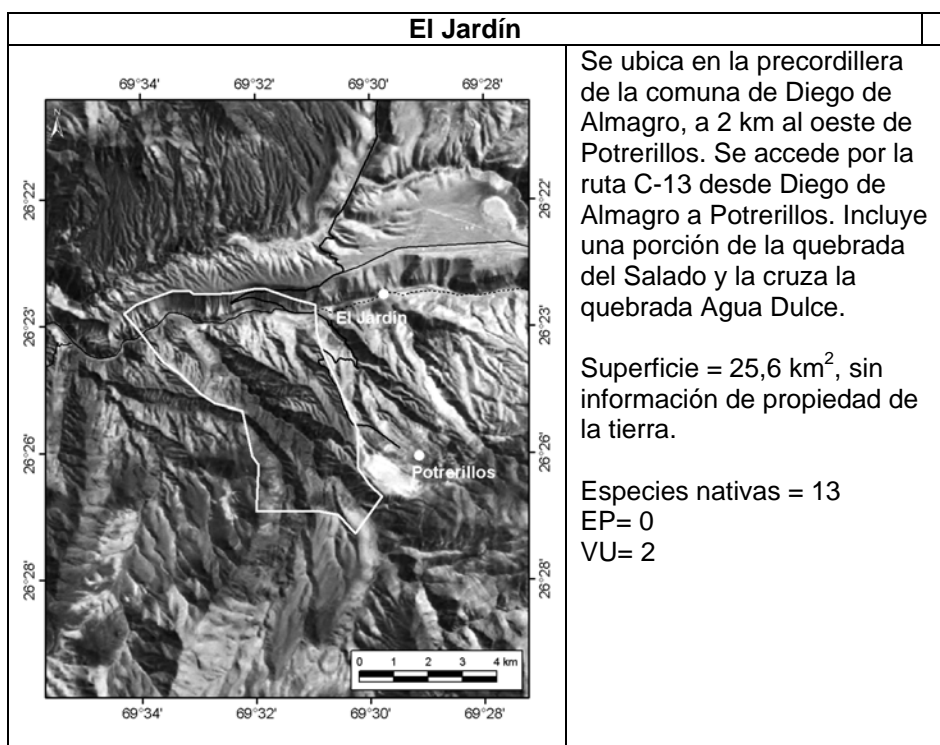 El Jardín
69°34' 69°32' 69°30' 69°28'
26°22' 26°22'
26°23' 26°23'
El Jardín
26°26' 26°26'
Potrerillos
26°28' 26°28'
0 1 2 3 4 km
69°34' 69°32' 69°30' 69°28'
Se ubica en la precordillera
de la comuna de Diego de
Almagro, a 2 km al oeste de
Potrerillos. Se accede por la
ruta C-13 desde Diego de
Almagro a Potrerillos. Incluye
una porción de la quebrada
del Salado y la cruza la
quebrada Agua Dulce.
Superficie = 25,6 km², sin
información de propiedad de
la tierra.
Especies nativas = 13
EP= 0
VU= 2